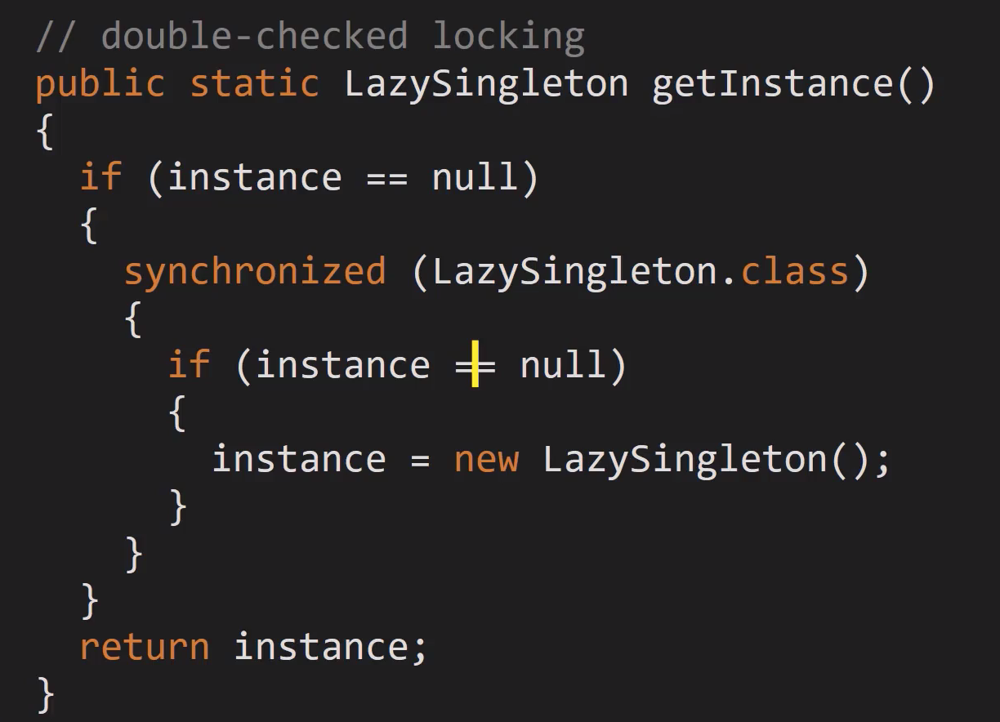 // double-checked locking
public static LazySingleton getInstance()
{
  if (instance == null)
  {
    synchronized (LazySingleton.class)
    {
      if (instance == null)
      {
        instance = new LazySingleton();
      }
    }
  }
  return instance;
}